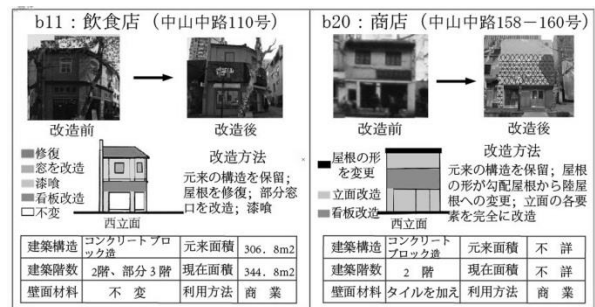 b11：飲食店（中山中路110号）
改造前
改造後
修復
窓を改造
漆喰
看板改造
不変
西立面
改造方法
元来の構造を保留；
屋根を修復；部分窓
口を改造；漆喰
建築構造 コンクリートブロック造 元来面積 306.8m2
建築階数 2階、部分3階 現在面積 344.8m2
壁面材料 不変 利用方法 商業
b20：商店（中山中路158－160号）
改造前
改造後
屋根の形
を変更
立面改造
看板改造
西立面
改造方法
元来の構造を保留；屋根
の形が勾配屋根から陸屋
根への変更；立面の各要
素を完全に改造
建築構造 コンクリートブロック造 元来面積 不詳
建築階数 2階 現在面積 不詳
壁面材料 タイルを加え 利用方法 商業